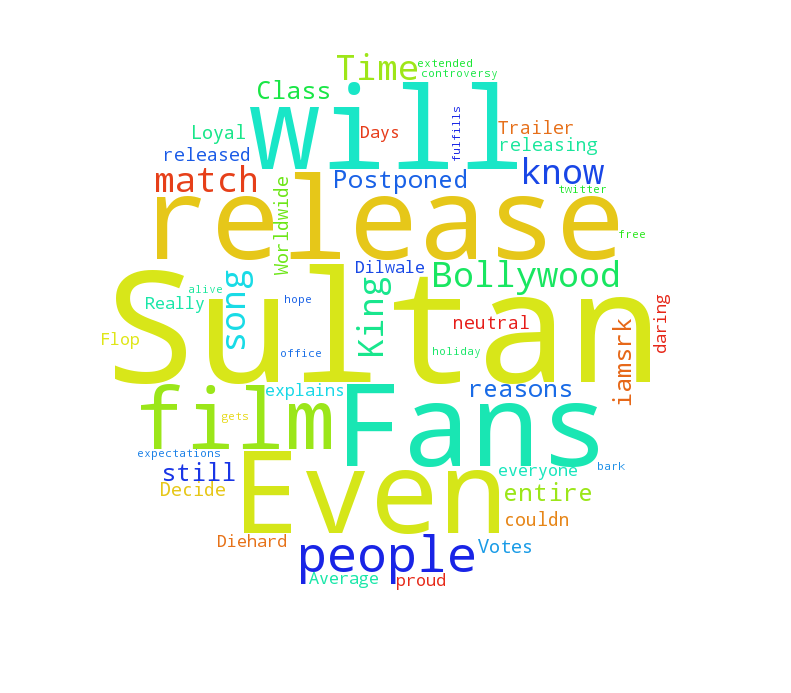 Time
extended
controversy
Class
Will
fulfills
Days
Trailer
Loyal
releasing
released
match
Postponed
know
twitter
release
Worldwide
free
Dilwale
Bollywood
Sultan
song
alive
Really
hope
King
neutral
daring
iamsrk
Flop
office
holiday
film
explains
Fans
reasons
gets
expectations
Even
still
everyone
bark
Decide
entire
couldn
Diehard
people
Votes
Average
proud